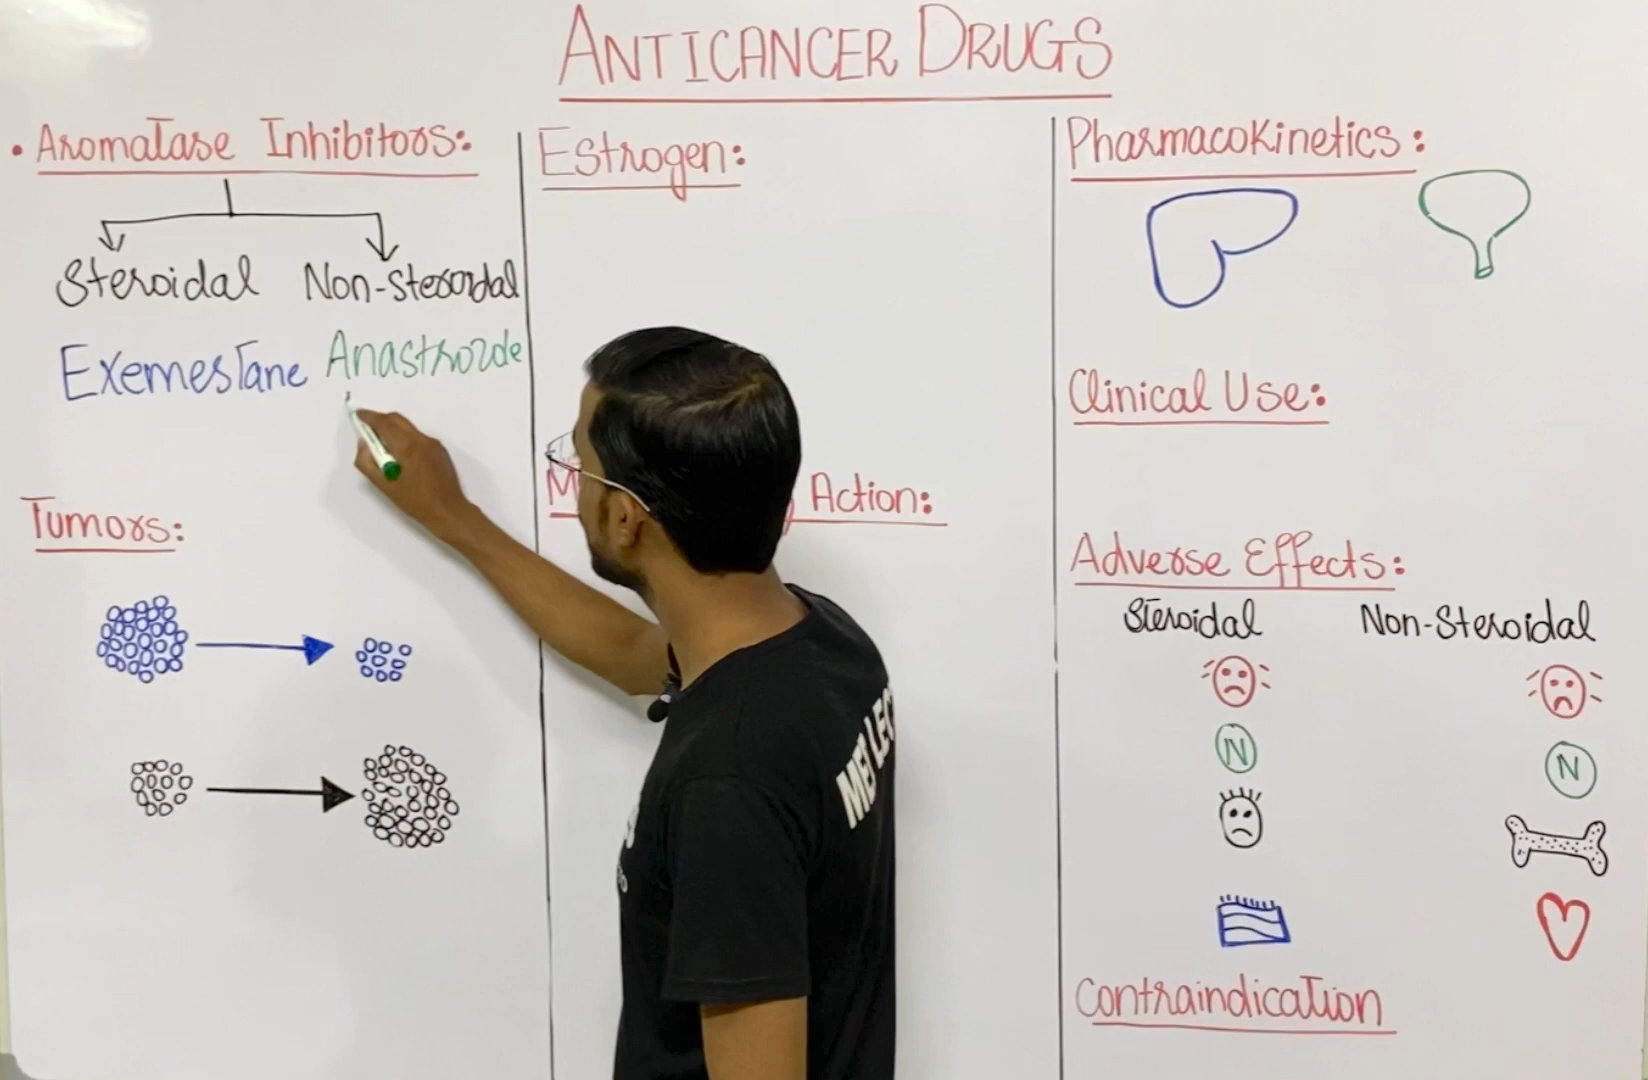 ANTICANCER DRUGS
• Aromatase Inhibitors:
Steroidal Non-Steroidal
Exemestane Anastrozole
Tumors:
Estrogen:
Action:
Pharmacokinetics:
Clinical Use:
Adverse Effects:
Steroidal Non-Steroidal
N N
Contraindication